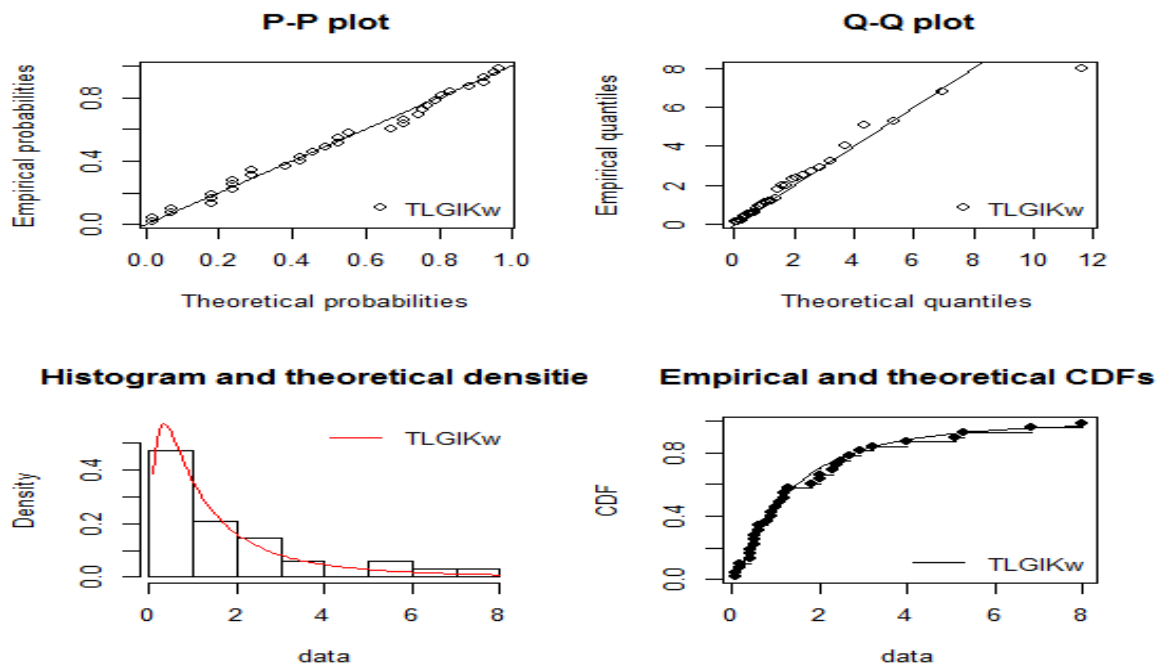 P-P plot
Empirical probabilities
0.0 0.4 0.8
TLGIKw
0.0 0.2 0.4 0.6 0.8 1.0
Theoretical probabilities
Q-Q plot
Empirical quantiles
0 2 4 6 8
TLGIKw
0 2 4 6 8 10 12
Theoretical quantiles
Histogram and theoretical densitie
Density
0.0 0.2 0.4
TLGIKw
0 2 4 6 8
data
Empirical and theoretical CDFs
CDF
0.0 0.4 0.8
TLGIKw
0 2 4 6 8
data